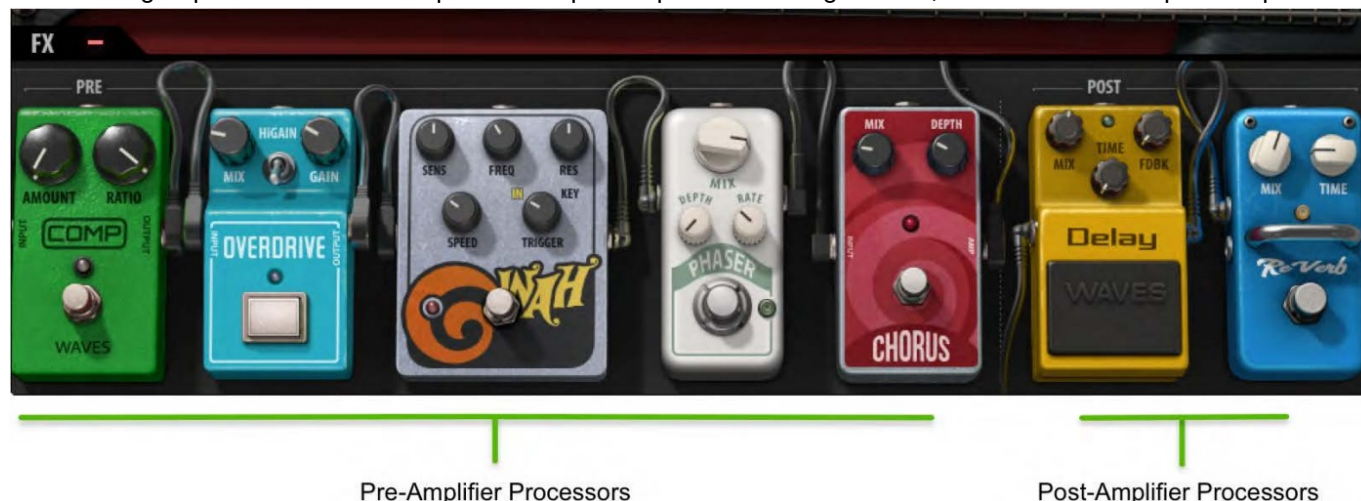 FX
PRE
POST
AMOUNT RATIO
INPUT
OUTPUT
COMP
WAVES
HiGAIN
MIX GAIN
INPUT
OUTPUT
OVERDRIVE
SENS FREQ RES
IN KEY
SPEED TRIGGER
WAH
MIX
DEPTH RATE
PHASER
MIX DEPTH
INPUT
AMP
CHORUS
TIME
MIX FDBK
Delay
WAVES
MIX TIME
ReVerb
Pre-Amplifier Processors Post-Amplifier Processors